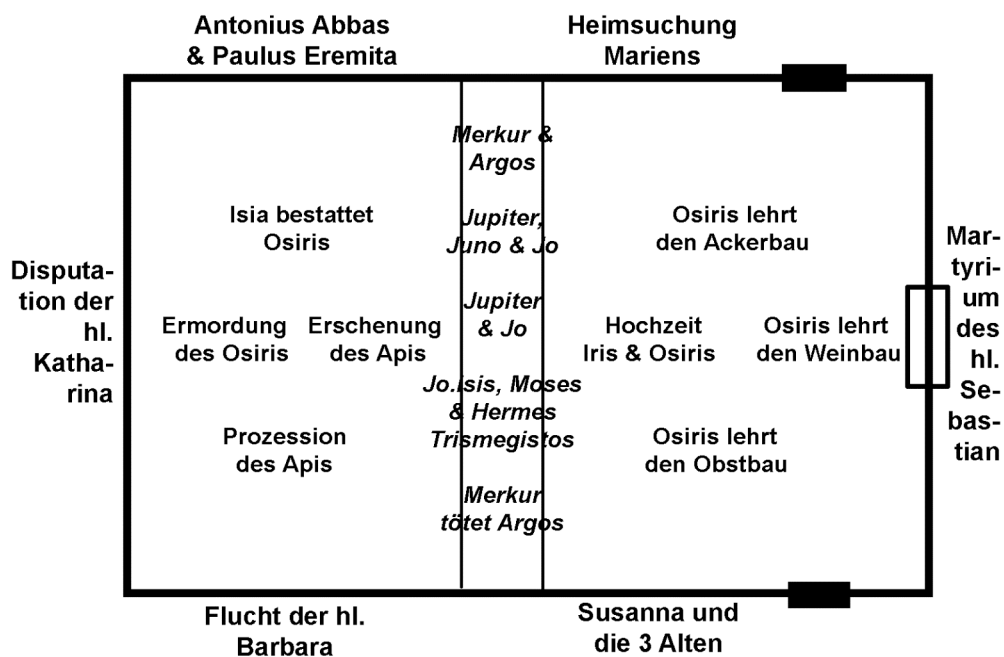 Antonius Abbas
& Paulus Eremita
Heimsuchung
Mariens
Merkur &
Argos
Isia bestattet
Osiris
Jupiter,
Juno & Jo
Osiris lehrt
den Ackerbau
Disputa-
tion der
hl.
Katha-
rina
Ermordung
des Osiris
Erschenung
des Apis
Jupiter
& Jo
Hochzeit
Iris & Osiris
Osiris lehrt
den Weinbau
Mar-
tyri-
um
des
hl.
Se-
bas-
tian
Jo.isis, Moses
& Hermes
Trismegistos
Prozession
des Apis
Osiris lehrt
den Obstbau
Merkur
tötet Argos
Flucht der hl.
Barbara
Susanna und
die 3 Alten